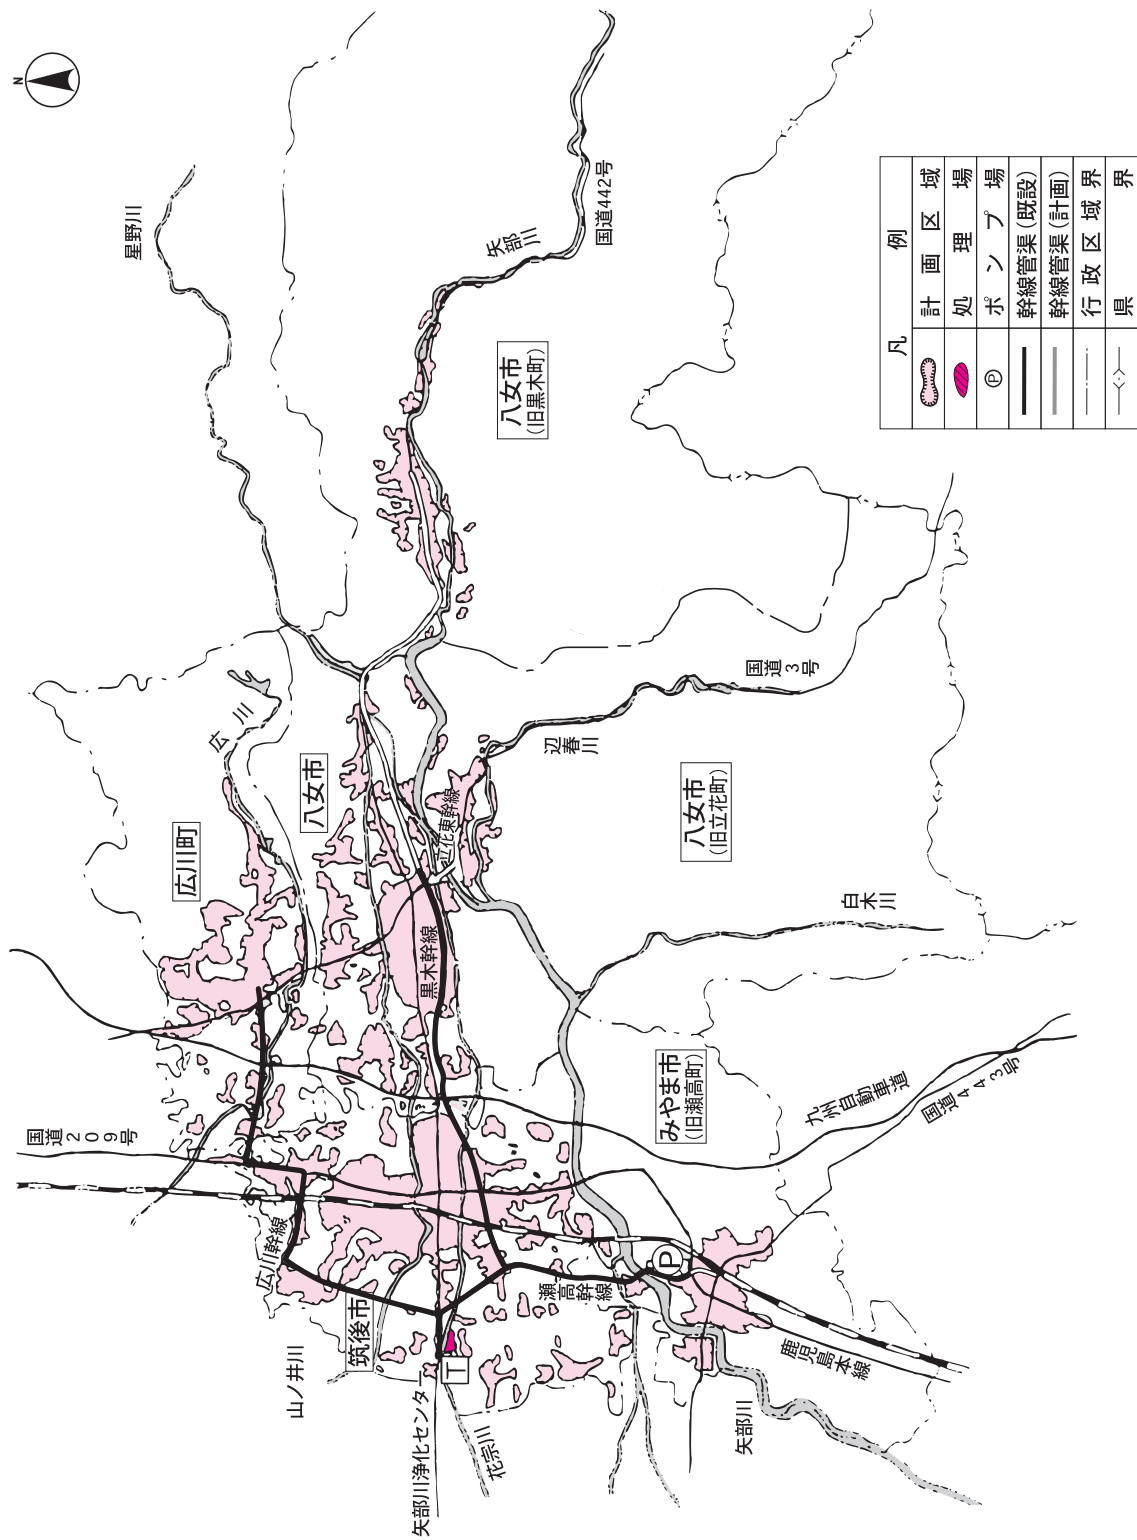 N
星野川
矢部川
国道442号
八女市
(旧黒木町)
凡例
計画区域
処理場
ポンプ場
幹線管渠(既設)
幹線管渠(計画)
行政区域界
県界
広川
国道3号
辺春川
八女市
広川町
立花東幹線
八女市
(旧立花町)
白木川
黒木幹線
国道209号
みやま市
(旧瀬高町)
九州自動車道
国道443号
広川幹線
瀬高幹線
P
筑後市
山ノ井川
T
矢部川浄化センター
花宗川
鹿児島本線
矢部川